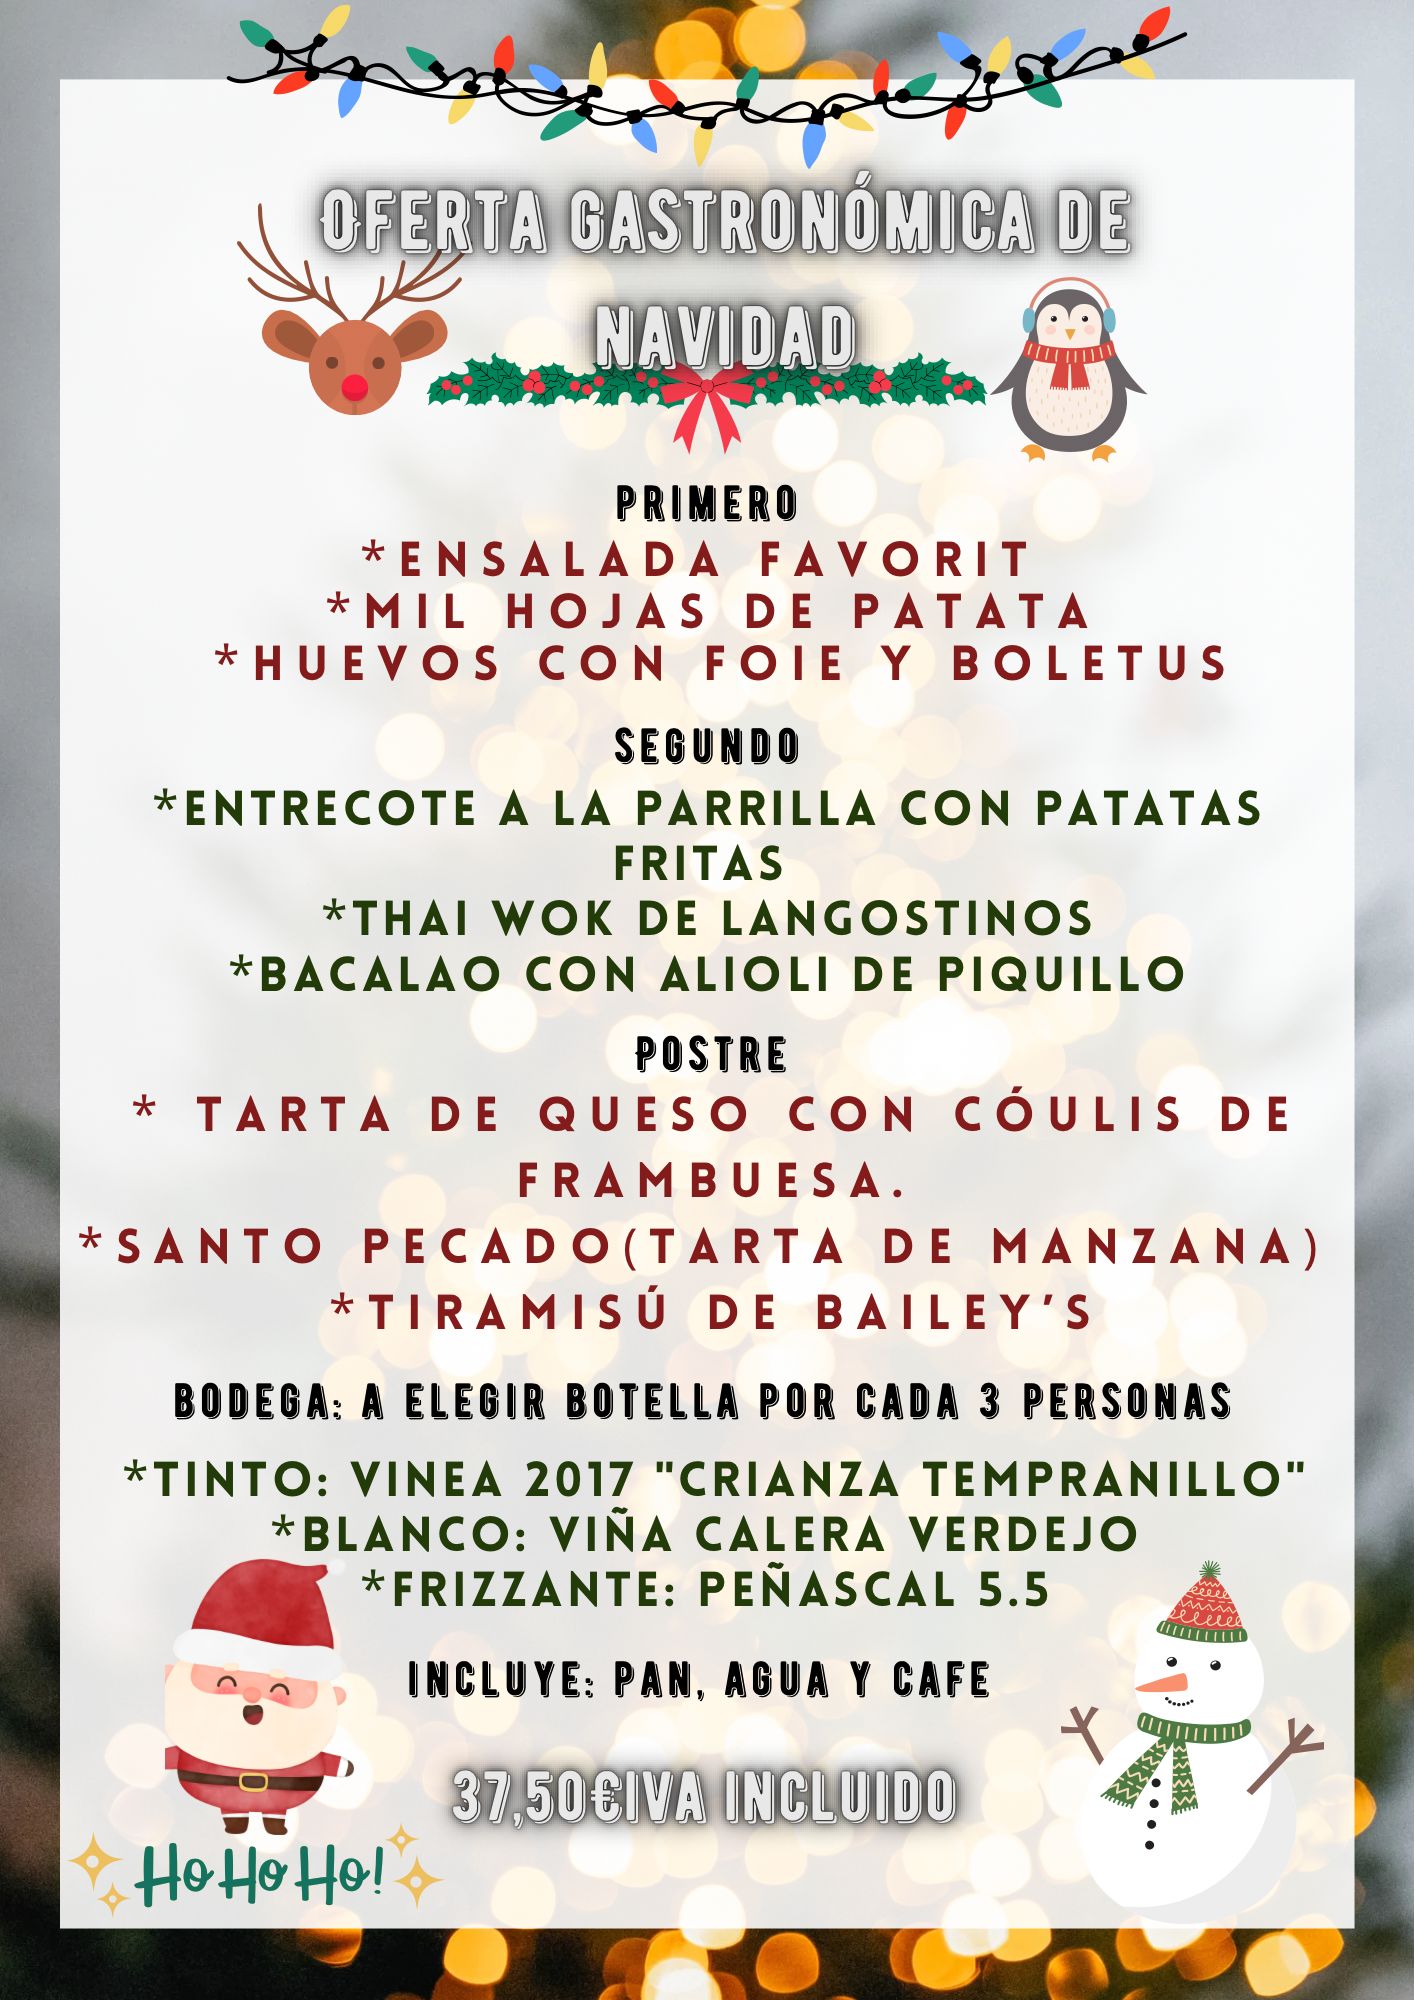 OFERTA GASTRONÓMICA DE
NAVIDAD
PRIMERO
*ENSALADA FAVORIT
*MIL HOJAS DE PATATA
*HUEVOS CON FOIE Y BOLETUS
SEGUNDO
*ENTRECOTE A LA PARRILLA CON PATATAS
FRITAS
*THAI WOK DE LANGOSTINOS
*BACALAO CON ALIOLI DE PIQUILLO
POSTRE
* TARTA DE QUESO CON CÓULIS DE
FRAMBUESA.
*SANTO PECADO(TARTA DE MANZANA)
*TIRAMISÚ DE BAILEY'S
BODEGA: A ELEGIR BOTELLA POR CADA 3 PERSONAS
*TINTO: VINEA 2017 "CRIANZA TEMPRANILLO"
*BLANCO: VIÑA CALERA VERDEJO
*FRIZZANTE: PEÑASCAL 5.5
INCLUYE: PAN, AGUA Y CAFE
37,50€IVA INCLUIDO
Ho Ho Ho!